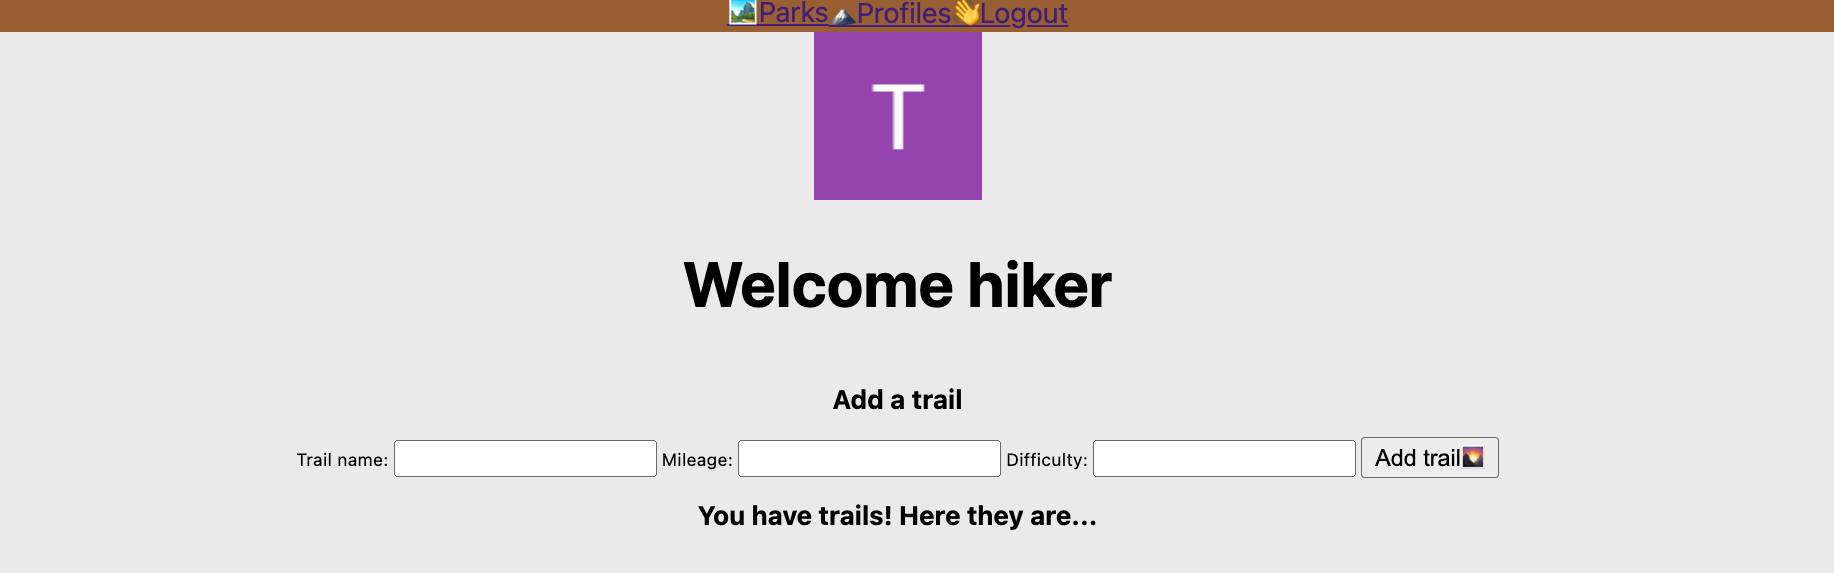 🏞️Parks⛰️Profiles👋Logout
T
Welcome hiker
Add a trail
Trail name: Mileage: Difficulty: Add trail🌄
You have trails! Here they are...